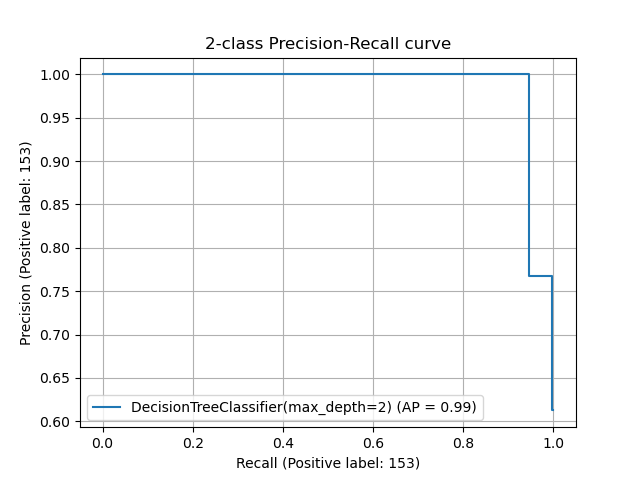 2-class Precision-Recall curve
1.00
0.95
0.90
0.85
0.80
0.75
0.70
0.65
0.60
Precision (Positive label: 153)
DecisionTreeClassifier(max_depth=2) (AP = 0.99)
0.0 0.2 0.4 0.6 0.8 1.0
Recall (Positive label: 153)